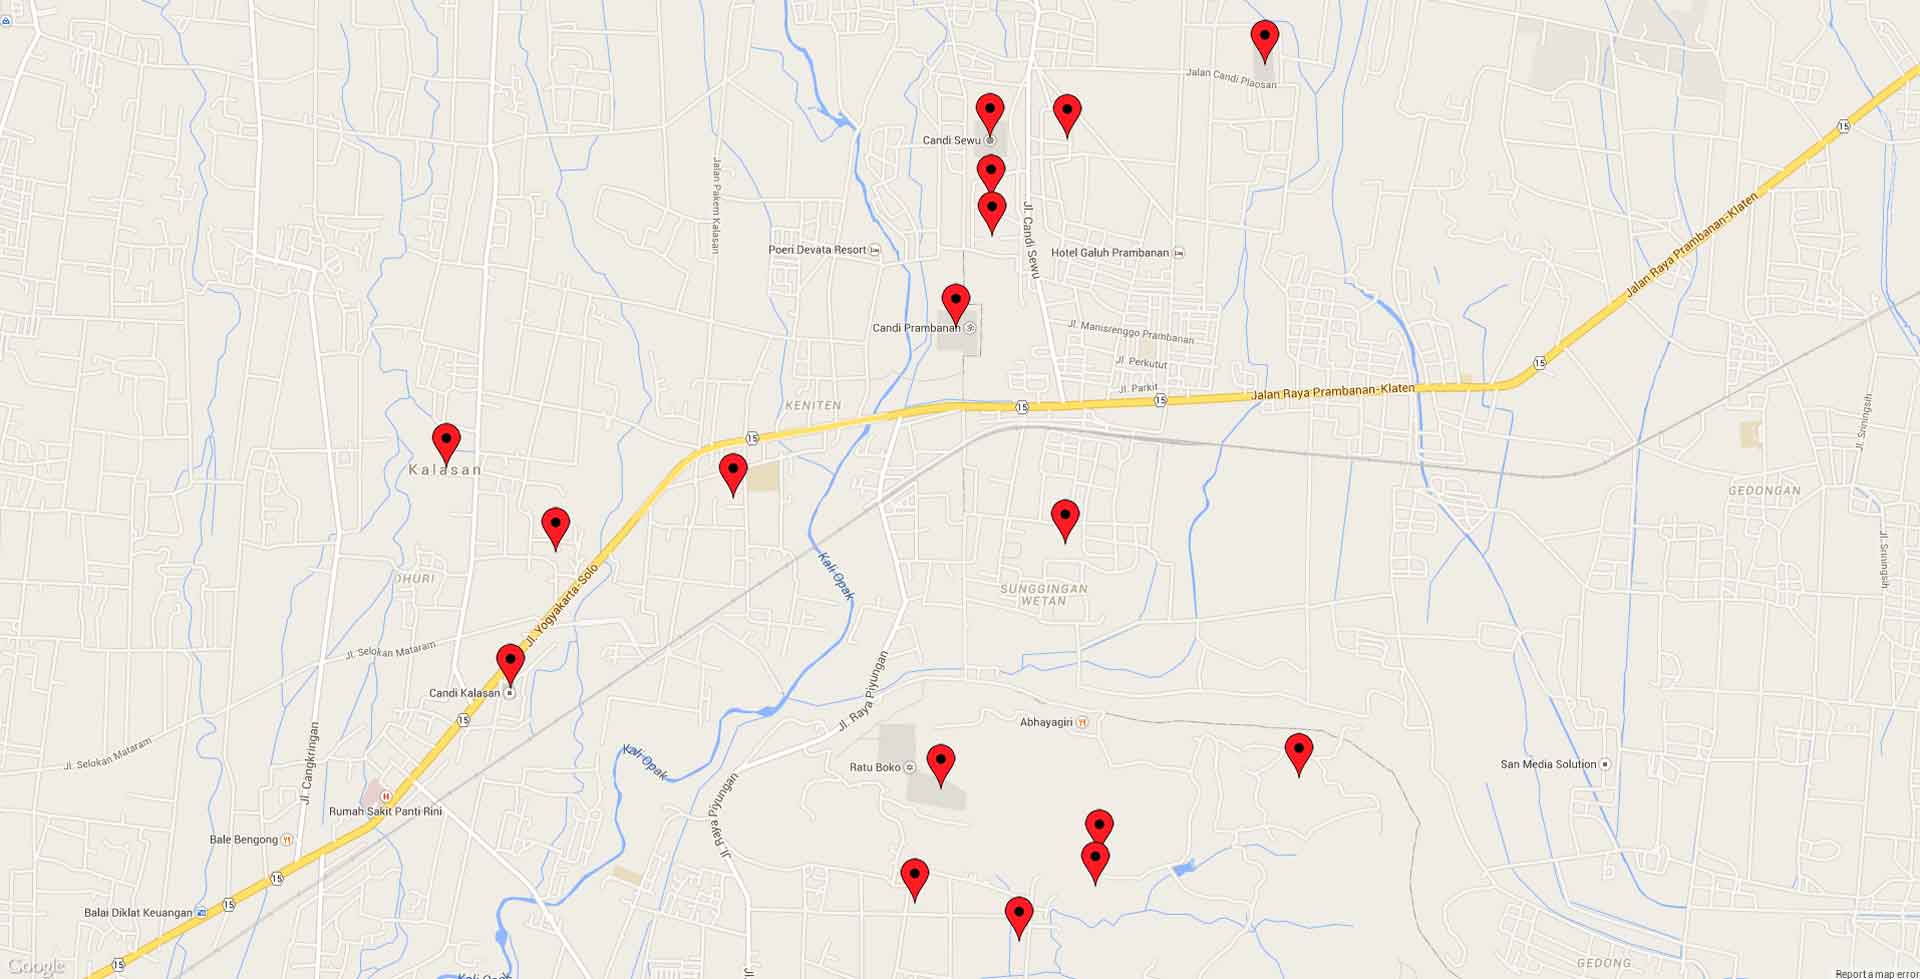 Jalan Candi Plaosan
15
Candi Sewu
Jalan Pakem Kalasan
Jl. Candi Sewu
Jalan Raya Prambanan-Klaten
Poeri Devata Resort
Hotel Galuh Prambanan
Candi Prambanan
Jl. Manisrenggo Prambanan
Jl. Perkutut
15
Jl. Parkit
Jalan Raya Prambanan-Klaten
15
15
KENITEN
Jl. Sriningsih
15
Kalasan
GEDONGAN
Jl. Sriningsih
Kali Opak
DHURI
Jl. Yogyakarta-Solo
SUNGGINGAN
WETAN
Jl. Selokan Mataram
Candi Kalasan
Jl. Raya Piyungan
15
Abhayagiri
Jl. Selokan Mataram
Kali Opak
Jl. Cangkringan
Ratu Boko
San Media Solution
Jl. Raya Piyungan
H
Rumah Sakit Panti Rini
Bale Bengong
15
15
Balai Diklat Keuangan
15
Google
Kali Opak
Jl
GEDONG
Report a map error